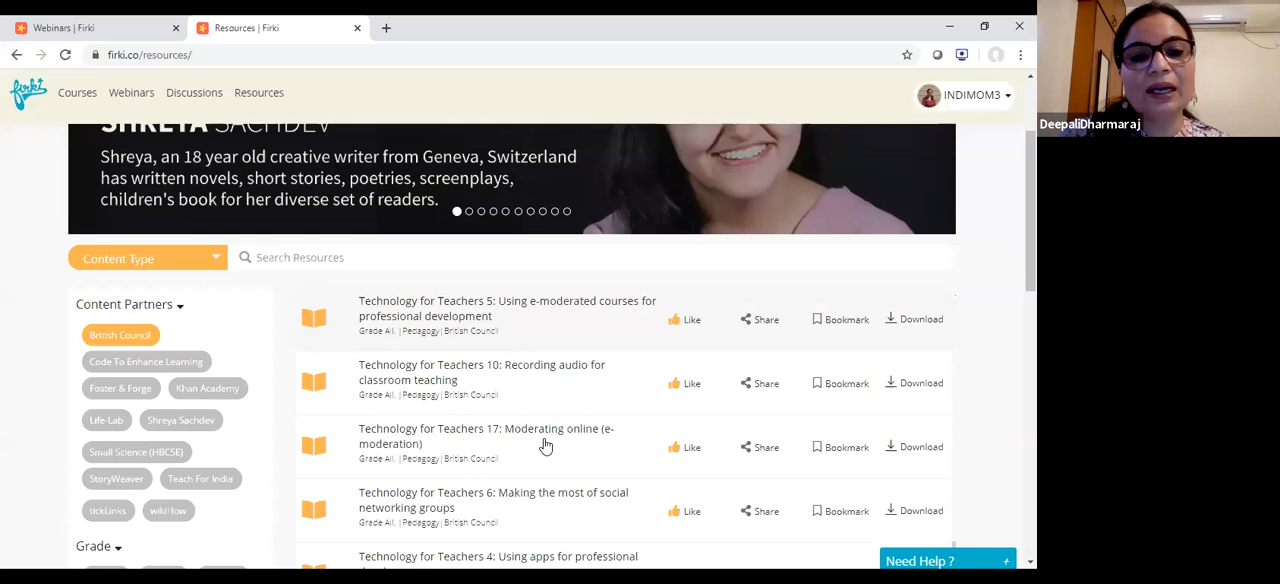 Webinars | Firki
Resources | Firki
firki.co/resources/
firki
Courses
Webinars
Discussions
Resources
INDIMOM3
DeepaliDharmaraj
SHREYA SACHDEV
Shreya, an 18 year old creative writer from Geneva, Switzerland
has written novels, short stories, poetries, screenplays,
children's book for her diverse set of readers.
Content Type
Search Resources
Content Partners
British Council
Code To Enhance Learning
Foster & Forge
Khan Academy
Life-Lab
Shreya Sachdev
Small Science (HBCSE)
StoryWeaver
Teach For India
tickLinks
wikiHow
Grade
Technology for Teachers 5: Using e-moderated courses for
professional development
Grade All, |Pedagogy|British Council
Like
Share
Bookmark
Download
Technology for Teachers 10: Recording audio for
classroom teaching
Grade All, |Pedagogy|British Council
Like
Share
Bookmark
Download
Technology for Teachers 17: Moderating online (e-
moderation)
Grade All, |Pedagogy|British Council
Like
Share
Bookmark
Download
Technology for Teachers 6: Making the most of social
networking groups
Grade All, |Pedagogy|British Council
Like
Share
Bookmark
Download
Technology for Teachers 4: Using apps for professional
Need Help ?
+